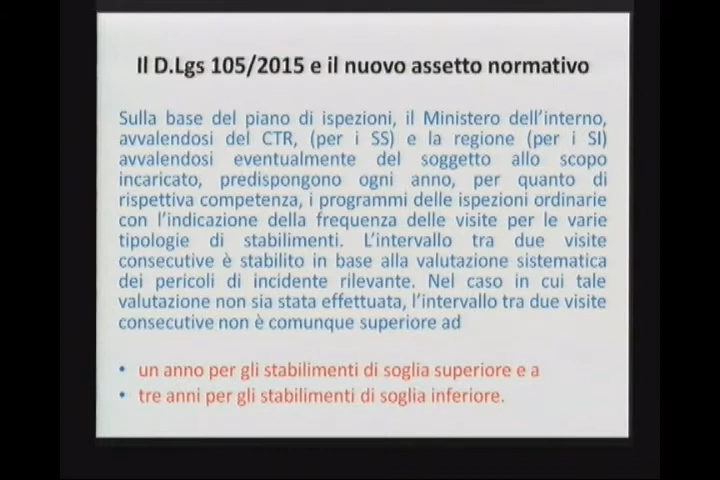 Il D.Lgs 105/2015 e il nuovo assetto normativo
Sulla base del piano di ispezioni, il Ministero dell'interno,
avvalendosi del CTR, (per i SS) e la regione (per i SI)
avvalendosi eventualmente del soggetto allo scopo
incaricato, predispongono ogni anno, per quanto di
rispettiva competenza, i programmi delle ispezioni ordinarie
con l'indicazione della frequenza delle visite per le varie
tipologie di stabilimenti. L'intervallo tra due visite
consecutive è stabilito in base alla valutazione sistematica
dei pericoli di incidente rilevante. Nel caso in cui tale
valutazione non sia stata effettuata, l'intervallo tra due visite
consecutive non è comunque superiore ad
• un anno per gli stabilimenti di soglia superiore e a
• tre anni per gli stabilimenti di soglia inferiore.